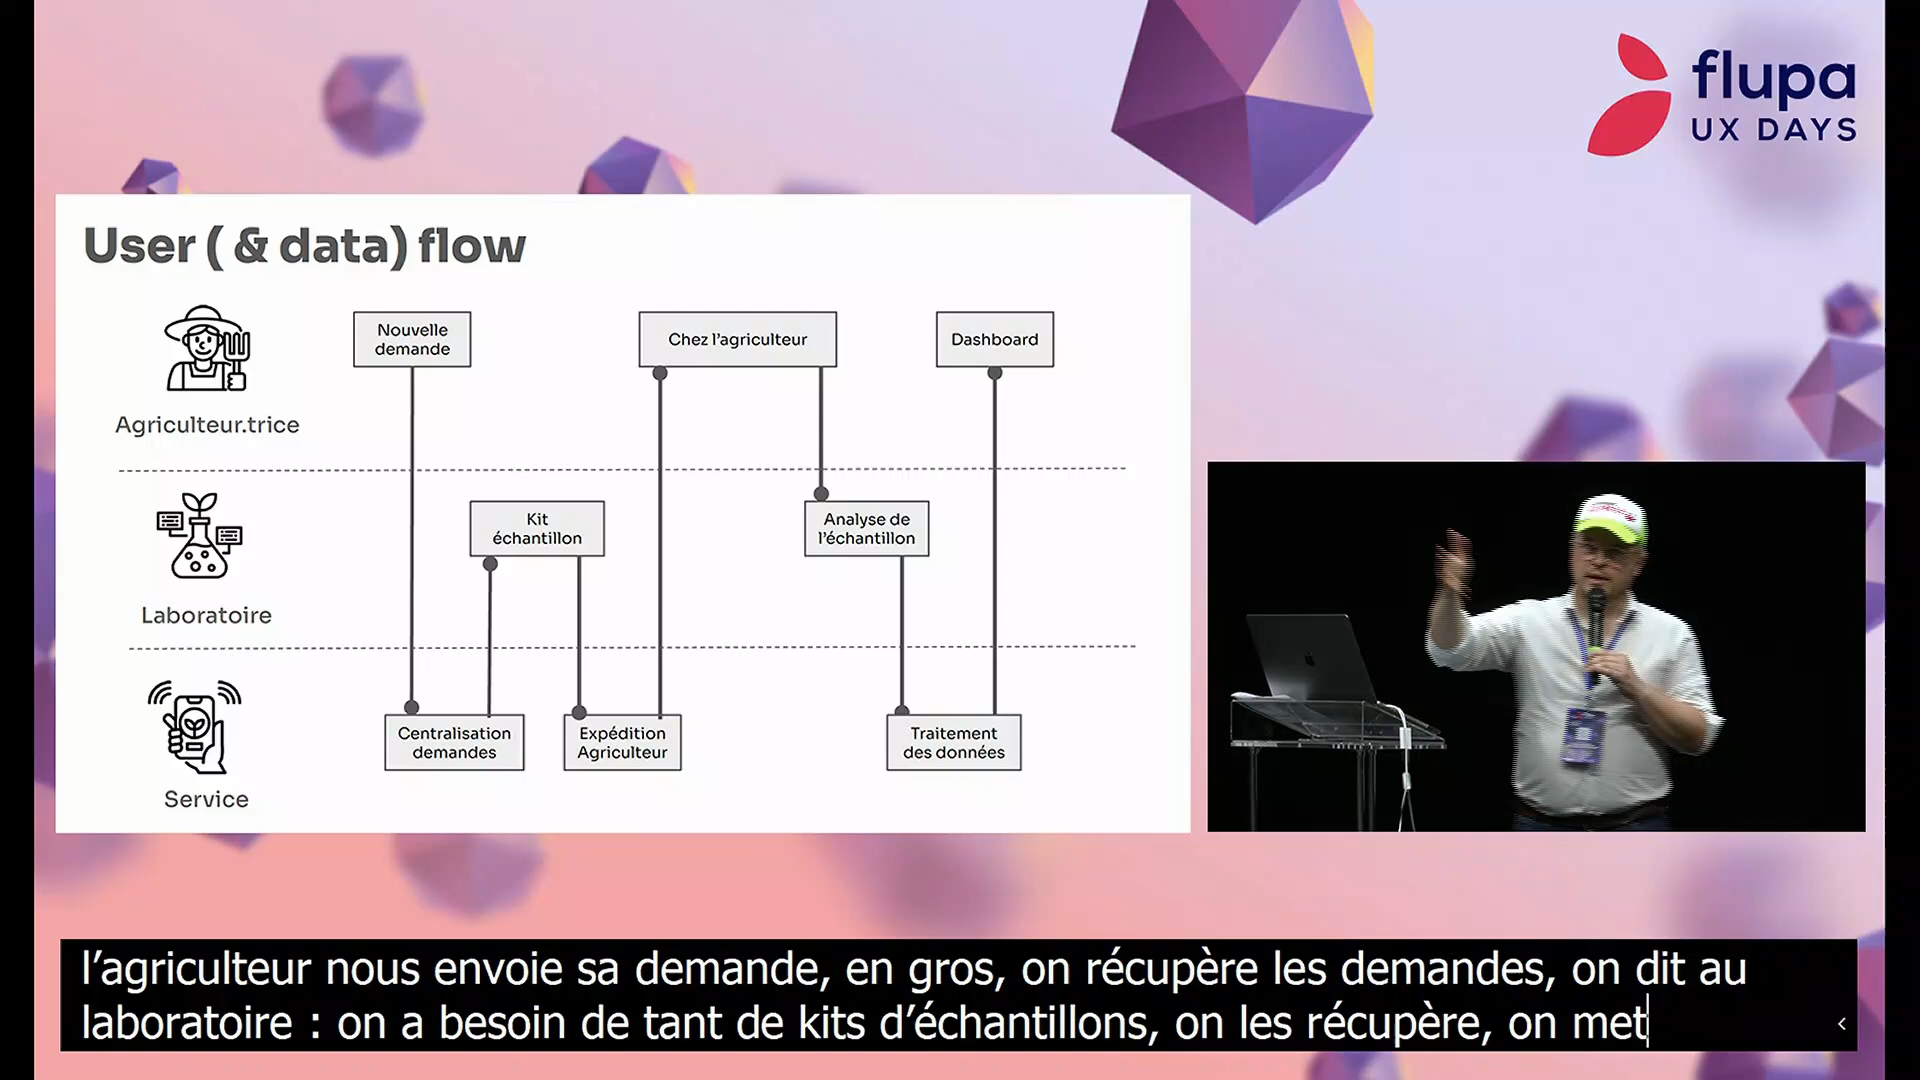 flupa
UX DAYS
User ( & data) flow
Nouvelle
demande
Chez l’agriculteur
Dashboard
Agriculteur.trice
Kit
échantillon
Analyse de
l’échantillon
Laboratoire
Centralisation
demandes
Expédition
Agriculteur
Traitement
des données
Service
l’agriculteur nous envoie sa demande, en gros, on récupère les demandes, on dit au
laboratoire : on a besoin de tant de kits d’échantillons, on les récupère, on met